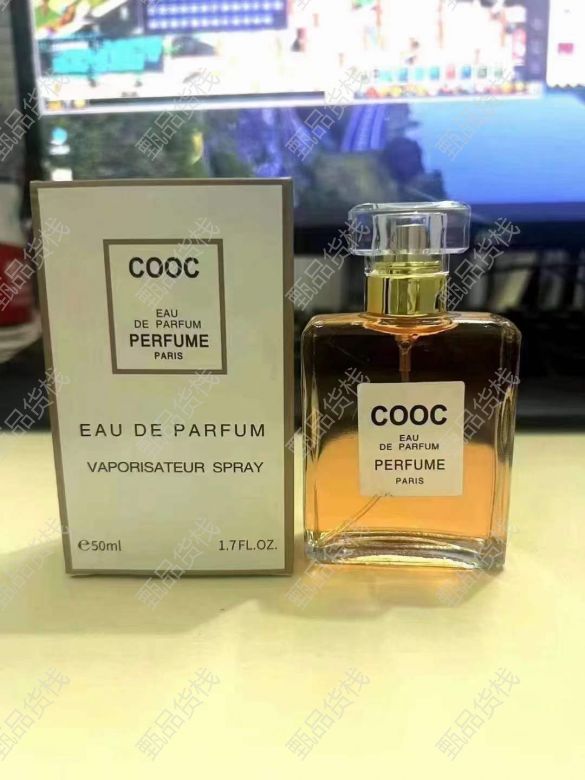 COOC
EAU
DE PARFUM
PERFUME
PARIS
EAU DE PARFUM
VAPORISATEUR SPRAY
℮50ml 1.7FL.OZ.
COOC
EAU
DE PARFUM
PERFUME
PARIS
甄品货栈